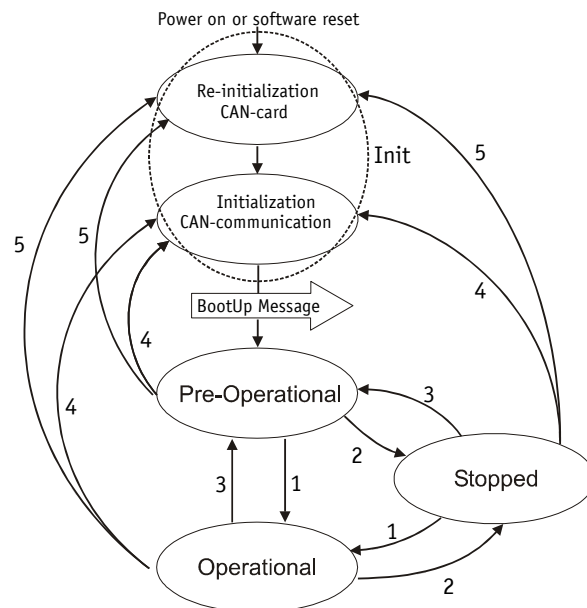 Power on or software reset
Re-initialization
CAN-card
Init
5
Initialization
CAN-communication
5
5
4
BootUp Message
4
4
Pre-Operational
3
2
Stopped
3
1
1
Operational
2